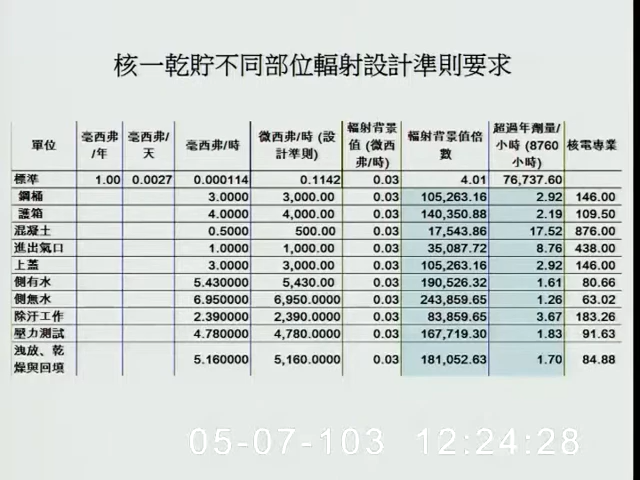 核一乾貯不同部位輻射設計準則要求
單位 毫西弗/年 毫西弗/天 毫西弗/時 微西弗/時 (設計準則) 輻射背景值 (微西弗/時) 輻射背景值倍數 超過年劑量/小時 (8760小時) 核電專業
標準 1.00 0.0027 0.000114 0.1142 0.03 4.01 76,737.60
鋼桶 3.0000 3,000.00 0.03 105,263.16 2.92 146.00
護箱 4.0000 4,000.00 0.03 140,350.88 2.19 109.50
混凝土 0.5000 500.00 0.03 17,543.86 17.52 876.00
進出氣口 1.0000 1,000.00 0.03 35,087.72 8.76 438.00
上蓋 3.0000 3,000.00 0.03 105,263.16 2.92 146.00
側有水 5.430000 5,430.00 0.03 190,526.32 1.61 80.66
側無水 6.950000 6,950.0000 0.03 243,859.65 1.26 63.02
除汙工作 2.390000 2,390.0000 0.03 83,859.65 3.67 183.26
壓力測試 4.780000 4,780.0000 0.03 167,719.30 1.83 91.63
洩放、乾燥與回填 5.160000 5,160.0000 0.03 181,052.63 1.70 84.88
05-07-103 12:24:28